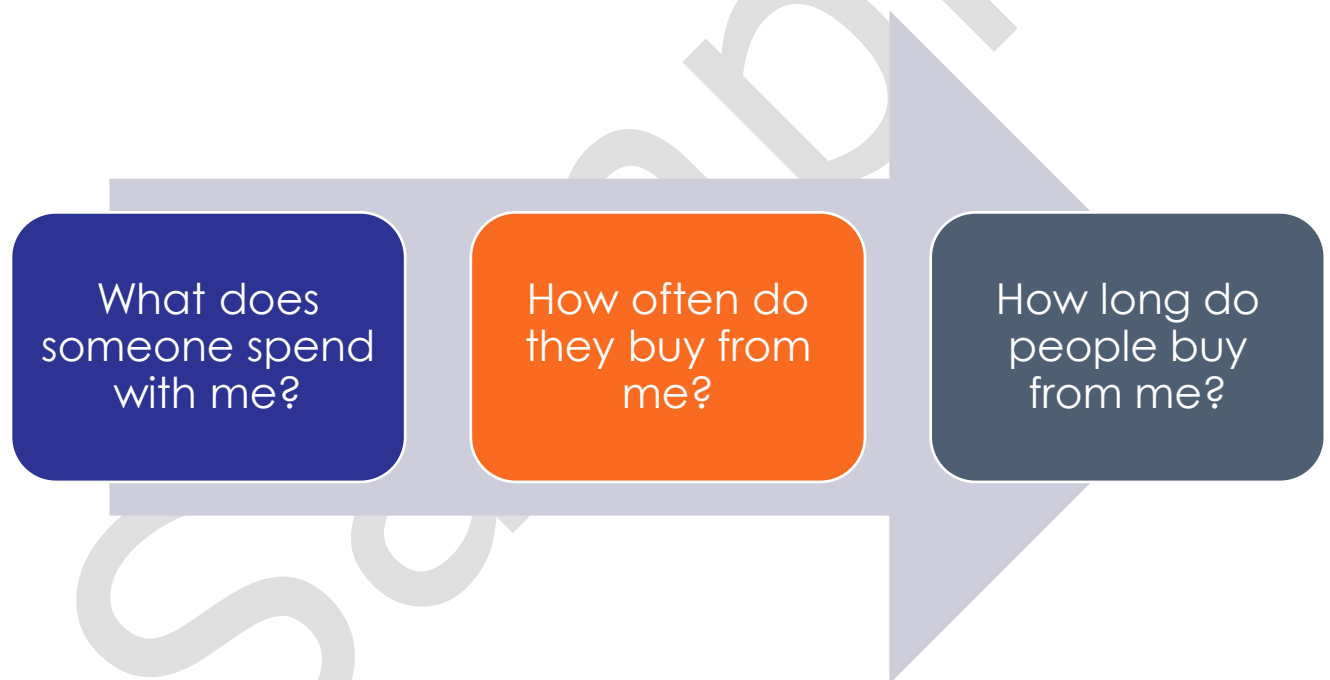 What does
someone spend
with me?
How often do
they buy from
me?
How long do
people buy
from me?